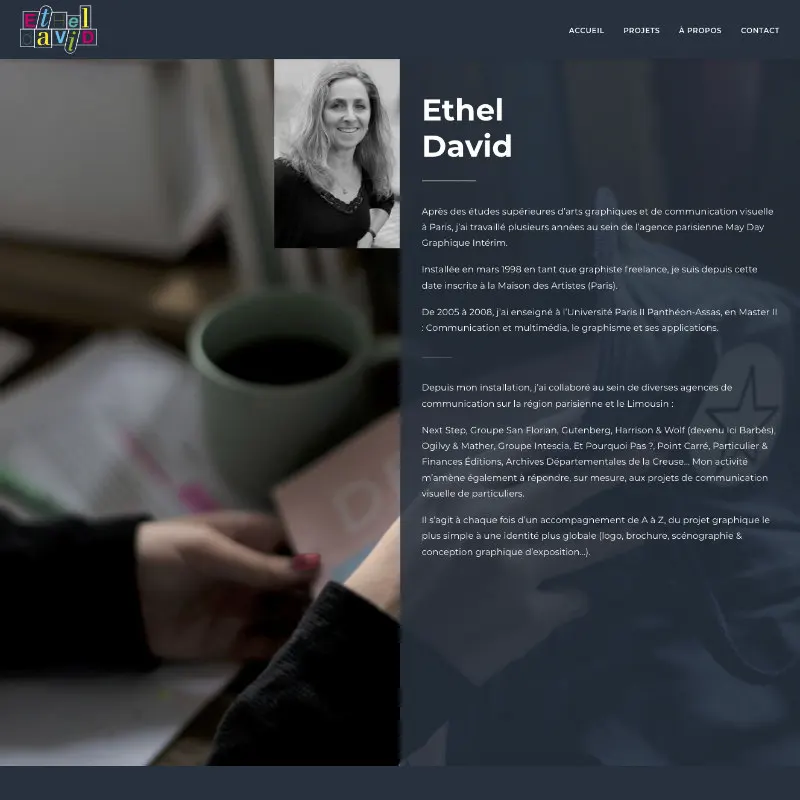 Ethel
David
ACCUEIL PROJETS À PROPOS CONTACT
Ethel
David
Après des études supérieures d'arts graphiques et de communication visuelle
à Paris, j'ai travaillé plusieurs années au sein de l'agence parisienne May Day
Graphique Intérim.
Installée en mars 1998 en tant que graphiste freelance, je suis depuis cette
date inscrite à la Maison des Artistes (Paris).
De 2005 à 2008, j'ai enseigné à l'Université Paris II Panthéon-Assas, en Master II
: Communication et multimédia, le graphisme et ses applications.
Depuis mon installation, j'ai collaboré au sein de diverses agences de
communication sur la région parisienne et le Limousin :
Next Step, Groupe San Florian, Gutenberg, Harrison & Wolf (devenu Ici Barbès),
Ogilvy & Mather, Groupe Intescia, Et Pourquoi Pas ?, Point Carré, Particulier &
Finances Éditions, Archives Départementales de la Creuse... Mon activité
m'amène également à répondre, sur mesure, aux projets de communication
visuelle de particuliers.
Il s'agit à chaque fois d'un accompagnement de A à Z, du projet graphique le
plus simple à une identité plus globale (logo, brochure, scénographie &
conception graphique d'exposition...).